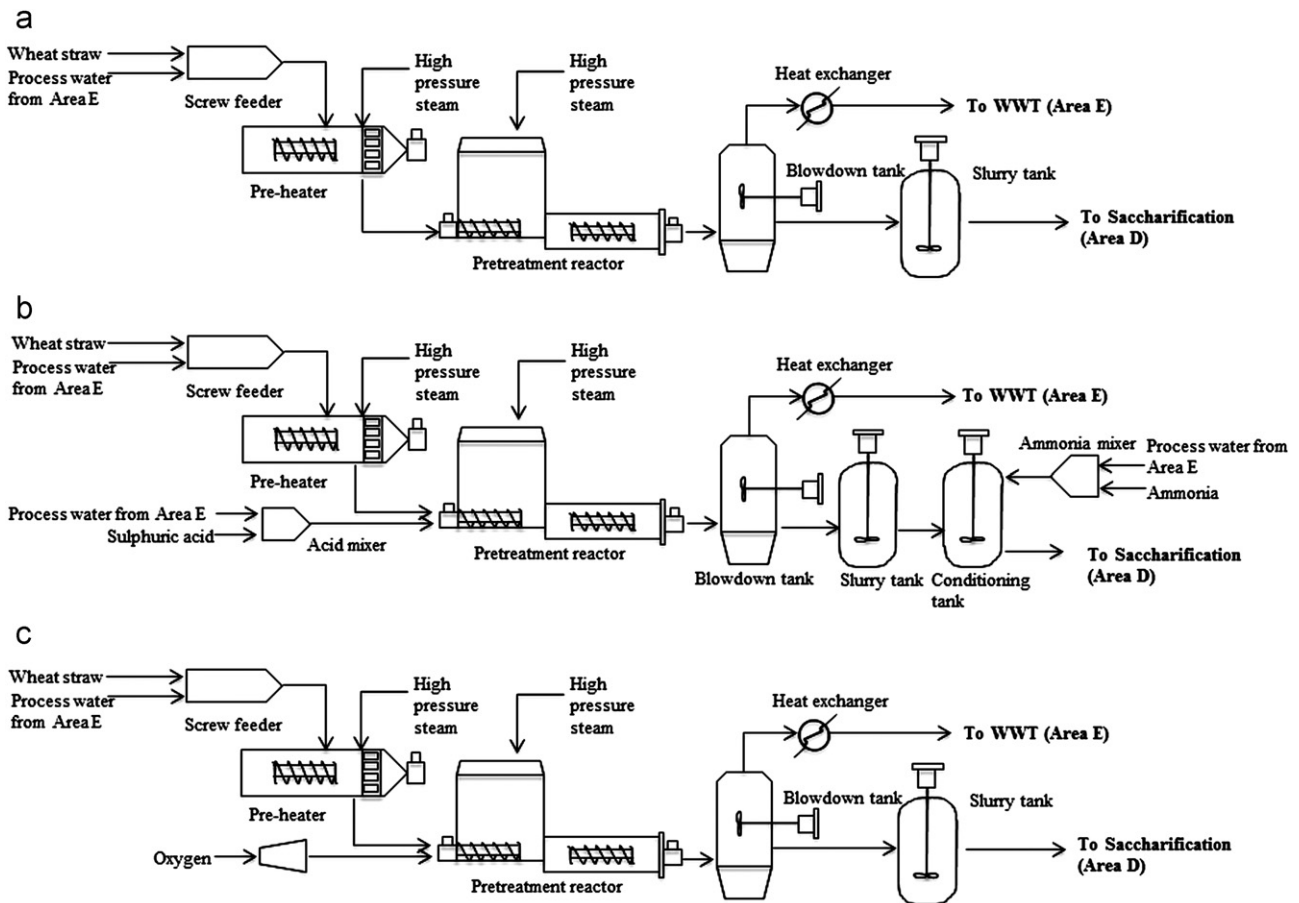 a
Wheat straw
Process water
from Area E
Screw feeder
High
pressure
steam
High
pressure
steam
Heat exchanger
To WWT (Area E)
Blowdown tank
Slurry tank
Pre-heater
Pretreatment reactor
To Saccharification
(Area D)
b
Wheat straw
Process water
from Area E
Screw feeder
High
pressure
steam
High
pressure
steam
Heat exchanger
To WWT (Area E)
Ammonia mixer
Process water from
Area E
Ammonia
Pre-heater
Process water from Area E
Sulphuric acid
Acid mixer
Pretreatment reactor
Blowdown tank
Slurry tank
Conditioning
tank
To Saccharification
(Area D)
c
Wheat straw
Process water
from Area E
Screw feeder
High
pressure
steam
High
pressure
steam
Heat exchanger
To WWT (Area E)
Blowdown tank
Slurry tank
Pre-heater
Oxygen
Pretreatment reactor
To Saccharification
(Area D)